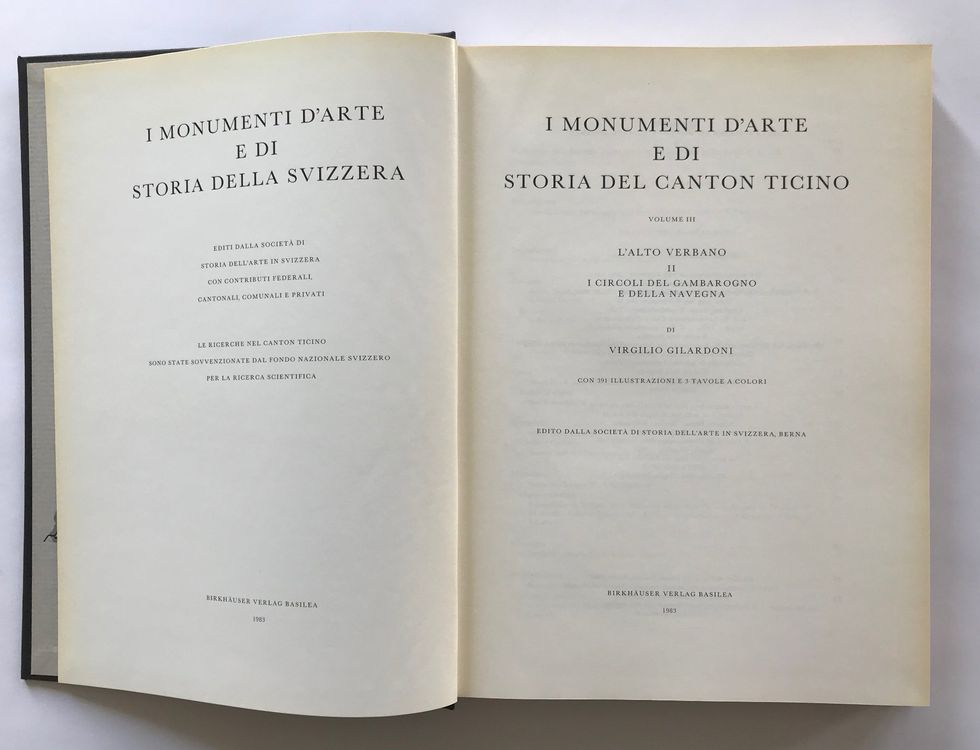 I MONUMENTI D'ARTE
E DI
STORIA DELLA SVIZZERA
EDITI DALLA SOCIETÀ DI
STORIA DELL'ARTE IN SVIZZERA
CON CONTRIBUTI FEDERALI,
CANTONALI, COMUNALI E PRIVATI
LE RICERCHE NEL CANTON TICINO
SONO STATE SOVVENZIONATE DAL FONDO NAZIONALE SVIZZERO
PER LA RICERCA SCIENTIFICA
BIRKHÄUSER VERLAG BASILEA
1983
I MONUMENTI D'ARTE
E DI
STORIA DEL CANTON TICINO
VOLUME III
L'ALTO VERBANO
II
I CIRCOLI DEL GAMBAROGNO
E DELLA NAVEGNA
DI
VIRGILIO GILARDONI
CON 391 ILLUSTRAZIONI E 3 TAVOLE A COLORI
EDITO DALLA SOCIETÀ DI STORIA DELL'ARTE IN SVIZZERA, BERNA
BIRKHÄUSER VERLAG BASILEA
1983